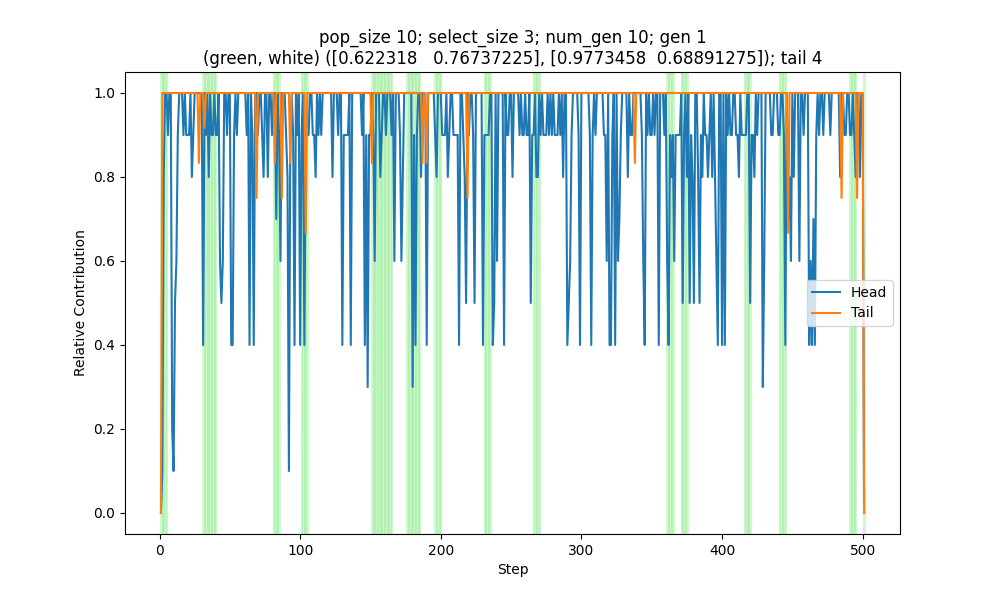 pop_size 10; select_size 3; num_gen 10; gen 1
(green, white) ([0.622318   0.76737225], [0.9773458  0.68891275]); tail 4
1.0
0.8
0.6
0.4
0.2
0.0
Relative Contribution
Head
Tail
0
100
200
300
400
500
Step